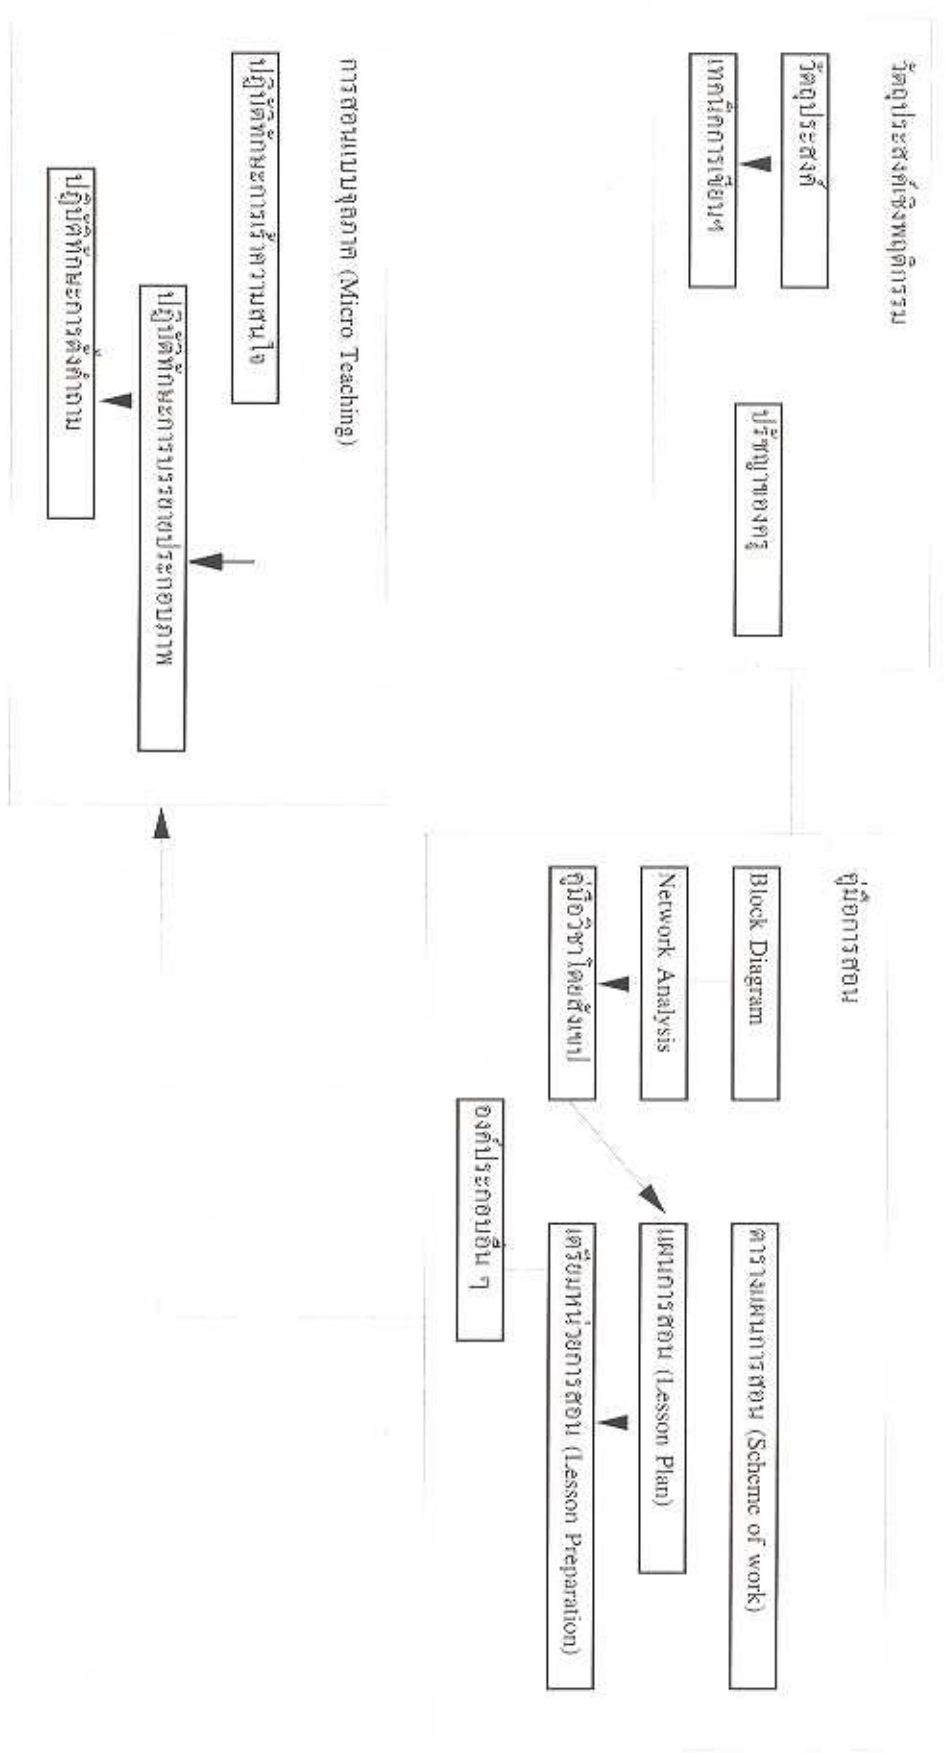 วัตถุประสงค์เชิงพฤติกรรม
วัตถุประสงค์
เทคนิคการเขียนฯ
ปรัชญาของครู
คู่มือการสอน
Block Diagram
Network Analysis
คู่มือวิชาโดยสังเขป
ตารางแผนการสอน (Scheme of work)
แผนการสอน (Lesson Plan)
เตรียมหน่วยการสอน (Lesson Preparation)
องค์ประกอบอื่น ๆ
การสอนแบบจุลภาค (Micro Teaching)
ปฏิบัติทักษะการเร้าความสนใจ
ปฏิบัติทักษะการบรรยายประกอบภาพ
ปฏิบัติทักษะการตั้งคำถาม